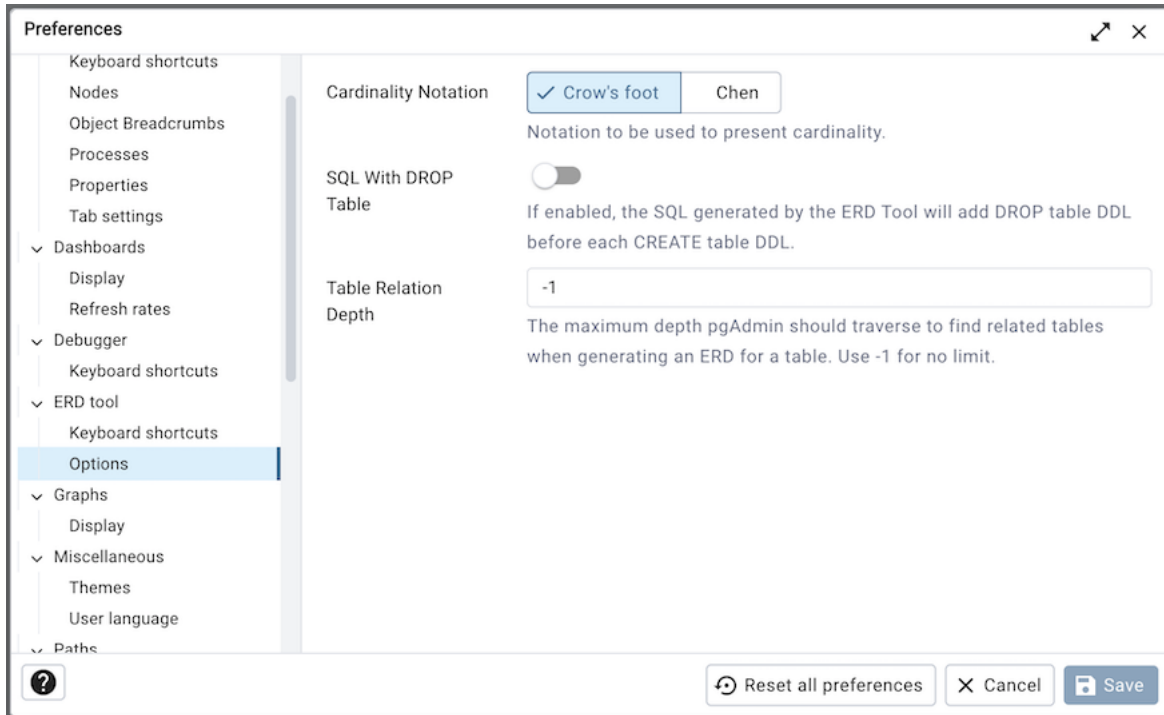 Preferences
Keyboard shortcuts
Nodes
Object Breadcrumbs
Processes
Properties
Tab settings
Dashboards
Display
Refresh rates
Debugger
Keyboard shortcuts
ERD tool
Keyboard shortcuts
Options
Graphs
Display
Miscellaneous
Themes
User language
Paths
Cardinality Notation
Crow's foot
Chen
Notation to be used to present cardinality.
SQL With DROP
Table
If enabled, the SQL generated by the ERD Tool will add DROP table DDL
before each CREATE table DDL.
Table Relation
Depth
-1
The maximum depth pgAdmin should traverse to find related tables
when generating an ERD for a table. Use -1 for no limit.
?
Reset all preferences
Cancel
Save